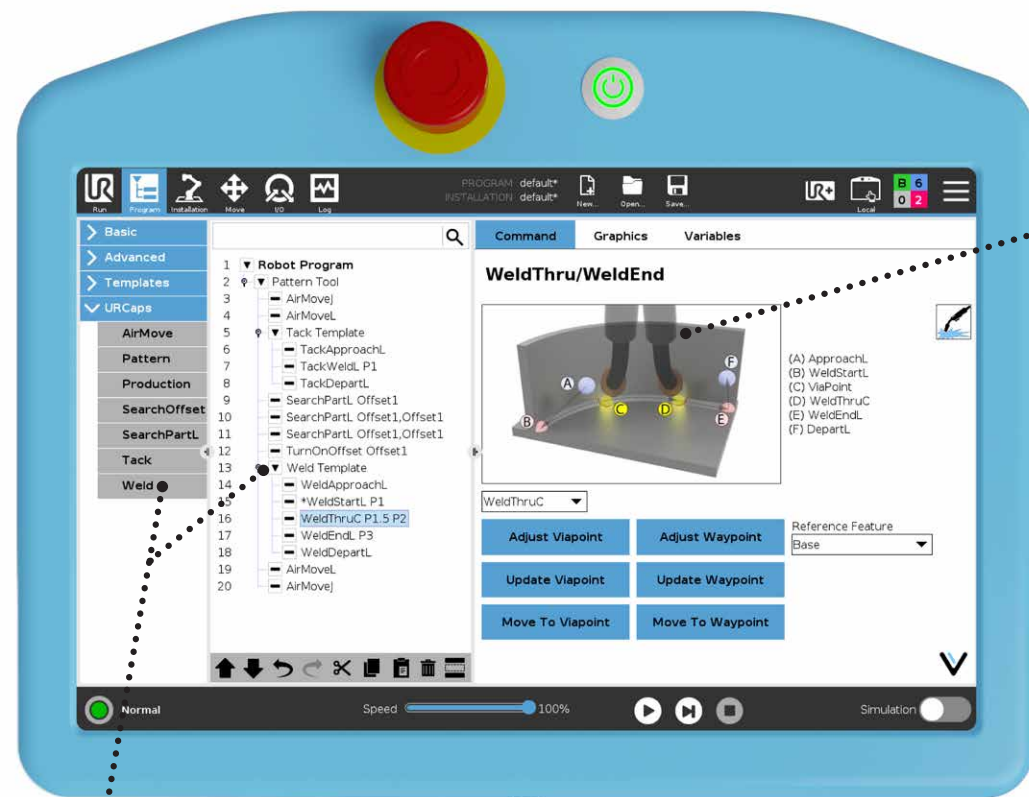 PROGRAM default*
INSTALLATION default*
Run Program Installation Move I/O Log New... Open... Save... UR+ Local B 6 0 2
Basic
Advanced
Templates
URCaps
AirMove
Pattern
Production
SearchOffset
SearchPartL
Tack
Weld
1 Robot Program
2 Pattern Tool
3 AirMoveJ
4 AirMoveL
5 Tack Template
6 TackApproachL
7 TackWeldL P1
8 TackDepartL
9 SearchPartL Offset1
10 SearchPartL Offset1,Offset1
11 SearchPartL Offset1,Offset1
12 TurnOnOffset Offset1
13 Weld Template
14 WeldApproachL
15 *WeldStartL P1
16 WeldThruC P1.5 P2
17 WeldEndL P3
18 WeldDepartL
19 AirMoveL
20 AirMoveJ
Command Graphics Variables
WeldThru/WeldEnd
A B C D E F
(A) ApproachL
(B) WeldStartL
(C) ViaPoint
(D) WeldThruC
(E) WeldEndL
(F) DepartL
WeldThruC
Adjust Viapoint Adjust Waypoint
Reference Feature
Base
Update Viapoint Update Waypoint
Move To Viapoint Move To Waypoint
Normal Speed 100% Simulation